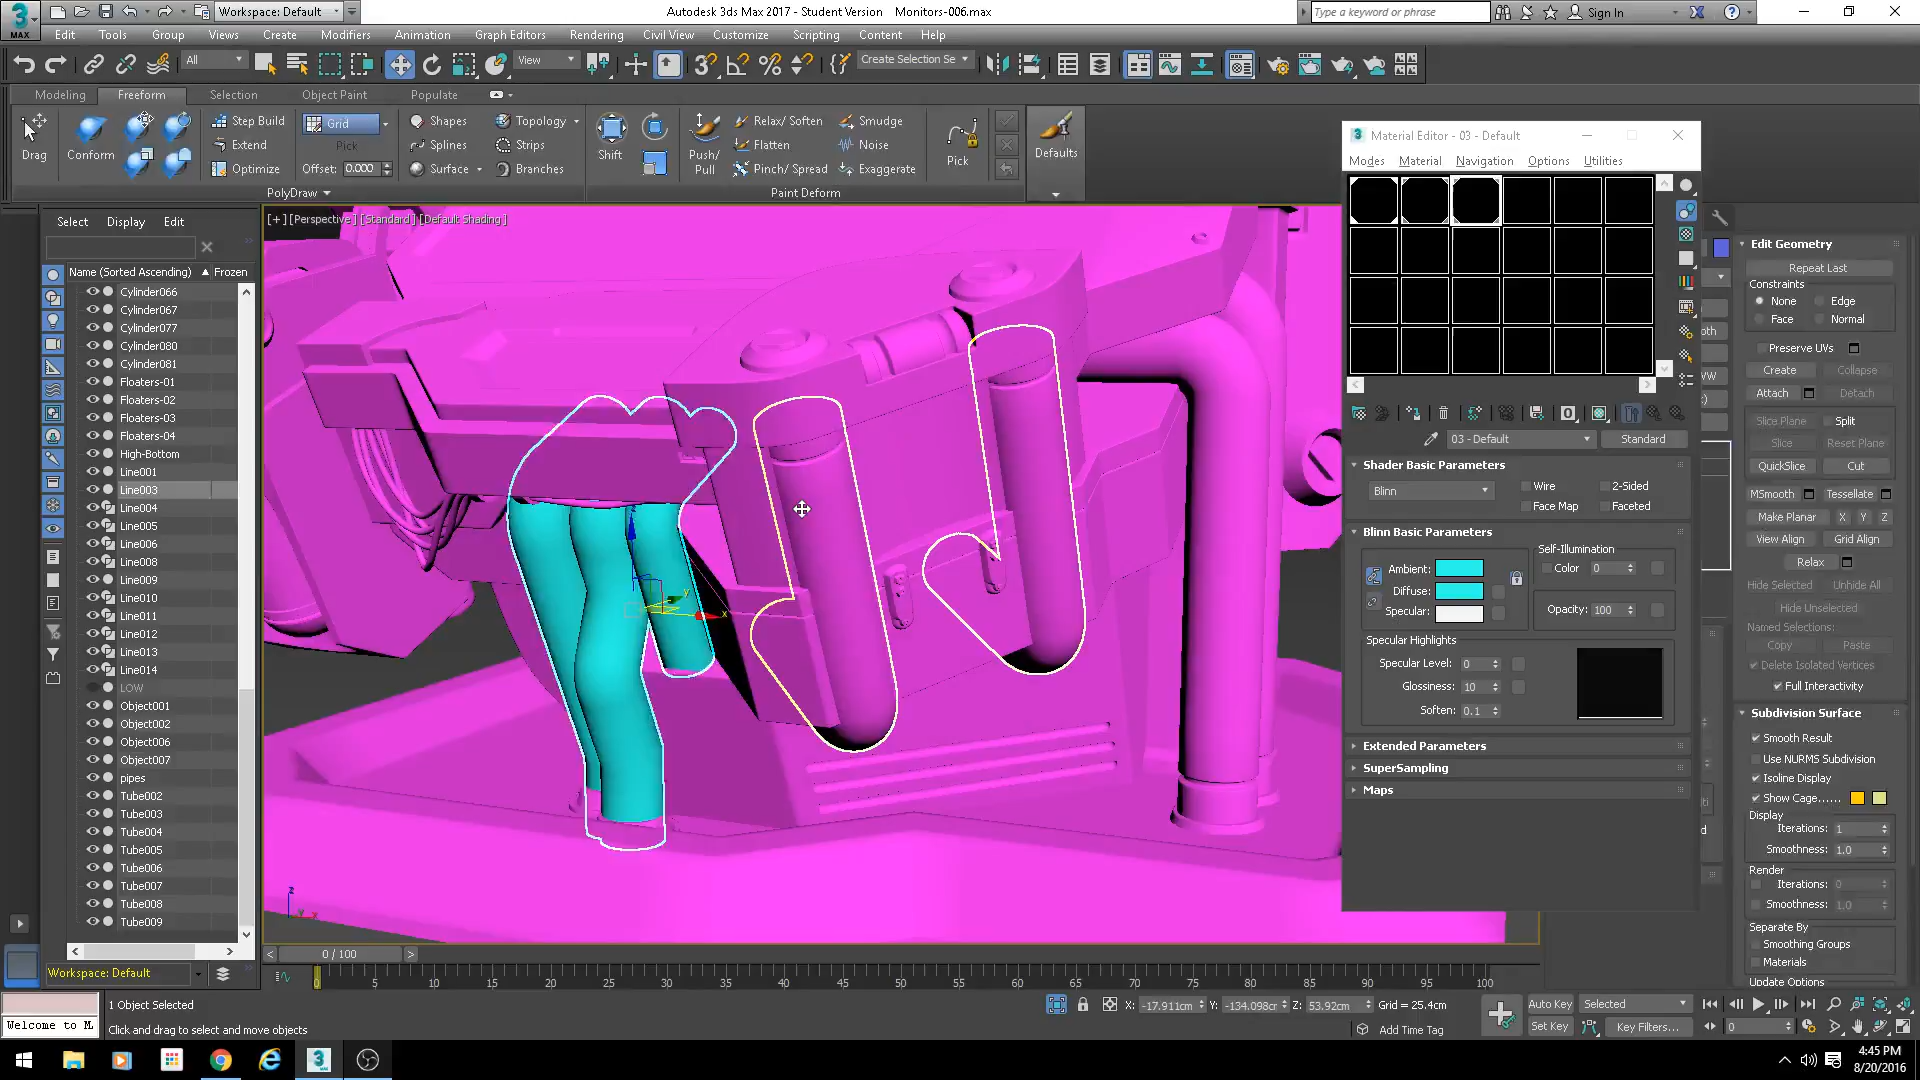 Workspace: Default
Autodesk 3ds Max 2017 - Student Version Monitors-006.max
Type a keyword or phrase
Sign In
MAX
Edit Tools Group Views Create Modifiers Animation Graph Editors Rendering Civil View Customize Scripting Content Help
All
View
Create Selection Se
Modeling Freeform Selection Object Paint Populate
Drag
Conform
Step Build
Extend
Optimize
Grid
Pick
Offset: 0.000
Shapes
Splines
Surface
Topology
Strips
Branches
PolyDraw
Shift
Push/
Pull
Relax/ Soften
Flatten
Pinch/ Spread
Smudge
Noise
Exaggerate
Paint Deform
Pick
Defaults
Select Display Edit
Name (Sorted Ascending) Frozen
Cylinder066
Cylinder067
Cylinder077
Cylinder080
Cylinder081
Floaters-01
Floaters-02
Floaters-03
Floaters-04
High-Bottom
Line001
Line003
Line004
Line005
Line006
Line008
Line009
Line010
Line011
Line012
Line013
Line014
LOW
Object001
Object002
Object006
Object007
pipes
Tube002
Tube003
Tube004
Tube005
Tube006
Tube007
Tube008
Tube009
Workspace: Default
[+] [Perspective] [Standard] [Default Shading]
z
y
x
Material Editor - 03 - Default
Modes Material Navigation Options Utilities
03 - Default
Standard
Shader Basic Parameters
Blinn
Wire
2-Sided
Face Map
Faceted
Blinn Basic Parameters
Ambient:
Diffuse:
Specular:
Self-Illumination
Color 0
Opacity: 100
Specular Highlights
Specular Level: 0
Glossiness: 10
Soften: 0.1
Extended Parameters
SuperSampling
Maps
Edit Geometry
Repeat Last
Constraints
None Edge
Face Normal
Preserve UVs
Create Collapse
Attach Detach
Slice Plane Split
Slice Reset Plane
QuickSlice Cut
MSmooth Tessellate
Make Planar X Y Z
View Align Grid Align
Relax
Hide Selected Unhide All
Hide Unselected
Named Selections:
Copy Paste
Delete Isolated Vertices
Full Interactivity
Subdivision Surface
Smooth Result
Use NURMS Subdivision
Isoline Display
Show Cage......
Display
Iterations: 1
Smoothness: 1.0
Render
Iterations: 0
Smoothness: 1.0
Separate By
Smoothing Groups
Materials
Update Options
0 / 100
0 10 15 20 25 30 35 40 45 50 55 60 65 70 75 80 85 90 95 100
1 Object Selected
Click and drag to select and move objects
Welcome to M
X: -17.911cm Y: -134.098cm Z: 53.92cm Grid = 25.4cm
Add Time Tag
Auto Key
Selected
Set Key
Key Filters...
0
4:45 PM
8/20/2016